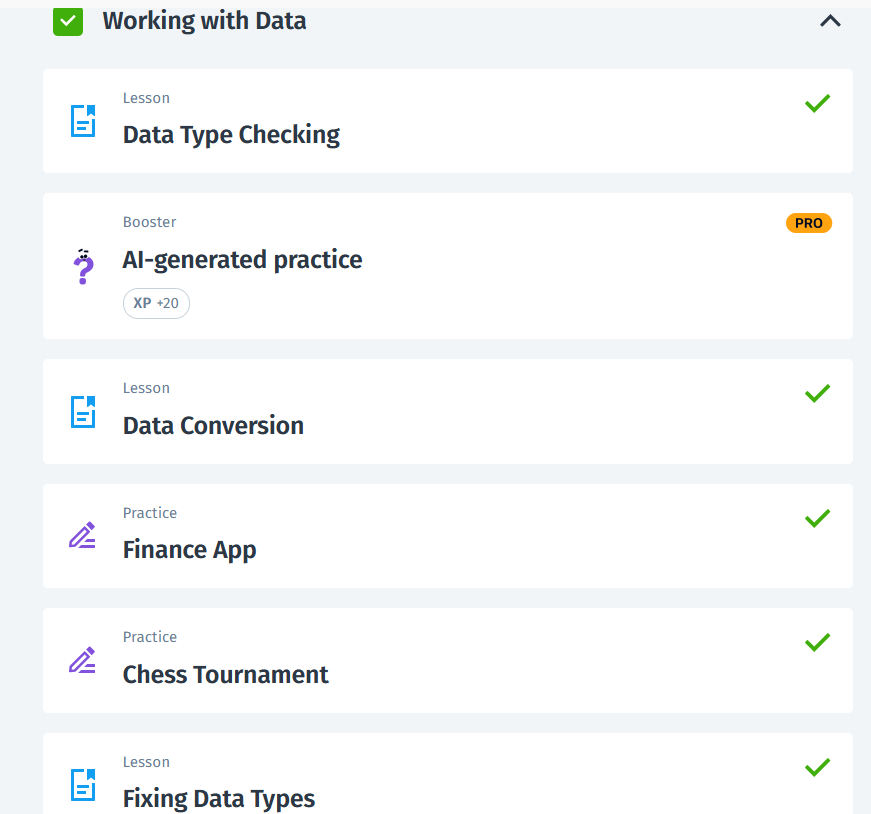 Working with Data
Lesson
Data Type Checking
Booster
PRO
AI-generated practice
XP +20
Lesson
Data Conversion
Practice
Finance App
Practice
Chess Tournament
Lesson
Fixing Data Types